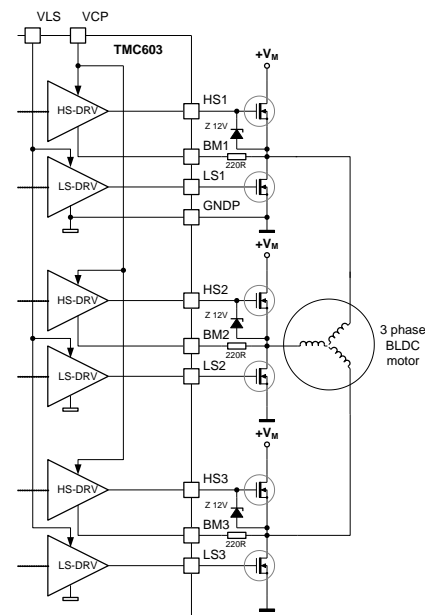 VLS VCP
TMC603
+VM
HS-DRV
HS1
Z 12V
BM1
220R
LS-DRV
LS1
GNDP
+VM
HS-DRV
HS2
Z 12V
BM2
220R
LS-DRV
LS2
3 phase
BLDC
motor
+VM
HS-DRV
HS3
Z 12V
BM3
220R
LS-DRV
LS3